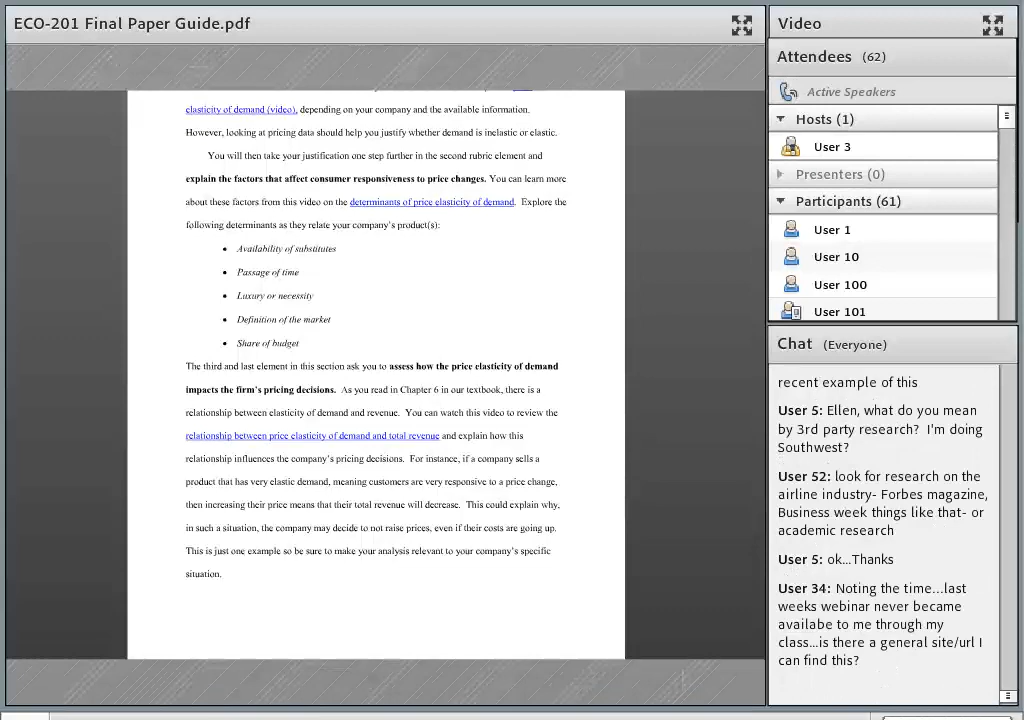 ECO-201 Final Paper Guide.pdf
elasticity of demand (video), depending on your company and the available information.
However, looking at pricing data should help you justify whether demand is inelastic or elastic.
You will then take your justification one step further in the second rubric element and
explain the factors that affect consumer responsiveness to price changes. You can learn more
about these factors from this video on the determinants of price elasticity of demand.  Explore the
following determinants as they relate your company's product(s):
• Availability of substitutes
• Passage of time
• Luxury or necessity
• Definition of the market
• Share of budget
The third and last element in this section ask you to assess how the price elasticity of demand
impacts the firm's pricing decisions.  As you read in Chapter 6 in our textbook, there is a
relationship between elasticity of demand and revenue.  You can watch this video to review the
relationship between price elasticity of demand and total revenue and explain how this
relationship influences the company's pricing decisions.  For instance, if a company sells a
product that has very elastic demand, meaning customers are very responsive to a price change,
then increasing their price means that their total revenue will decrease.  This could explain why,
in such a situation, the company may decide to not raise prices, even if their costs are going up.
This is just one example so be sure to make your analysis relevant to your company's specific
situation.
Video
Attendees (62)
Active Speakers
Hosts (1)
User 3
Presenters (0)
Participants (61)
User 1
User 10
User 100
User 101
Chat (Everyone)
recent example of this
User 5: Ellen, what do you mean
by 3rd party research?  I'm doing
Southwest?
User 52: look for research on the
airline industry- Forbes magazine,
Business week things like that- or
academic research
User 5: ok...Thanks
User 34: Noting the time...last
weeks webinar never became
availabe to me through my
class...is there a general site/url I
can find this?